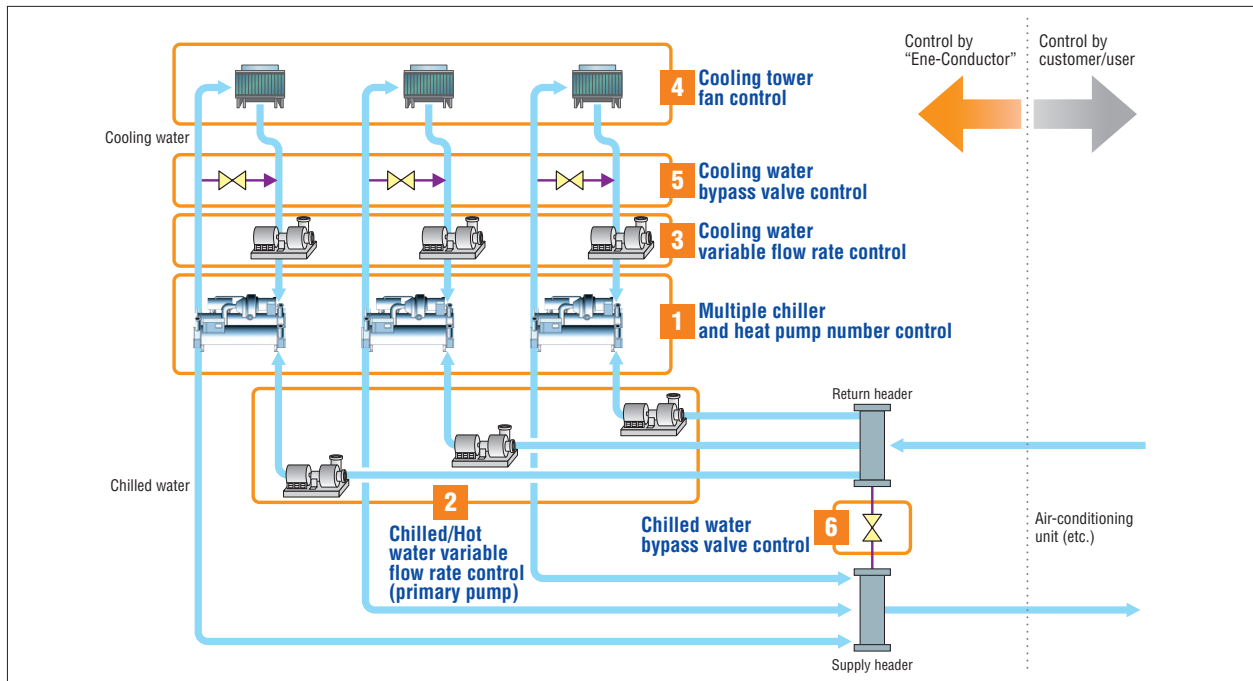 Control by
“Ene-Conductor”
Control by
customer/user
4
Cooling tower
fan control
Cooling water
5
Cooling water
bypass valve control
3
Cooling water
variable flow rate control
1
Multiple chiller
and heat pump number control
Return header
Chilled water
2
Chilled/Hot
water variable
flow rate control
(primary pump)
Chilled water
bypass valve control
6
Air-conditioning
unit (etc.)
Supply header